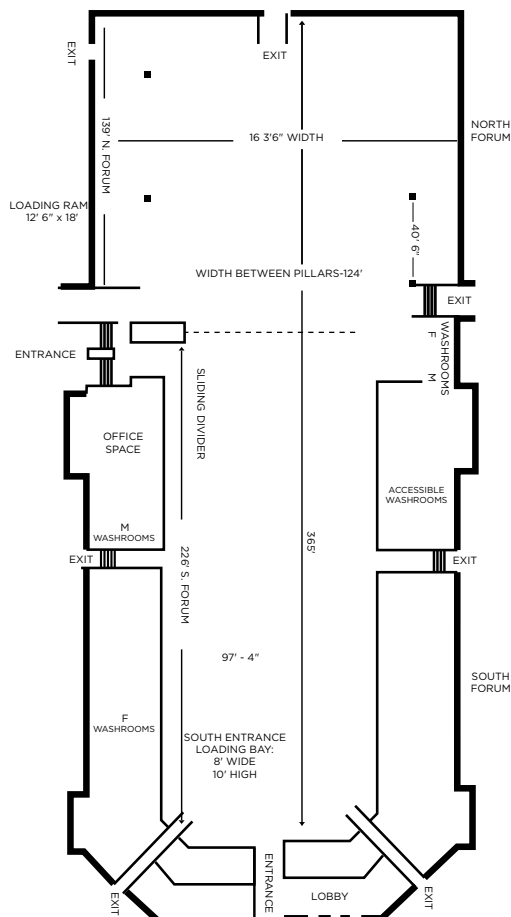 EXIT
EXIT
NORTH
FORUM
139' N. FORUM
16 3'6" WIDTH
LOADING RAM
12' 6" x 18'
40' 6"
WIDTH BETWEEN PILLARS-124'
EXIT
ENTRANCE
WASHROOMS
F M
SLIDING DIVIDER
OFFICE
SPACE
ACCESSIBLE
WASHROOMS
M
WASHROOMS
EXIT
365'
EXIT
226' S. FORUM
97' - 4"
SOUTH
FORUM
F
WASHROOMS
SOUTH ENTRANCE
LOADING BAY:
8' WIDE
10' HIGH
ENTRANCE
LOBBY
EXIT
EXIT